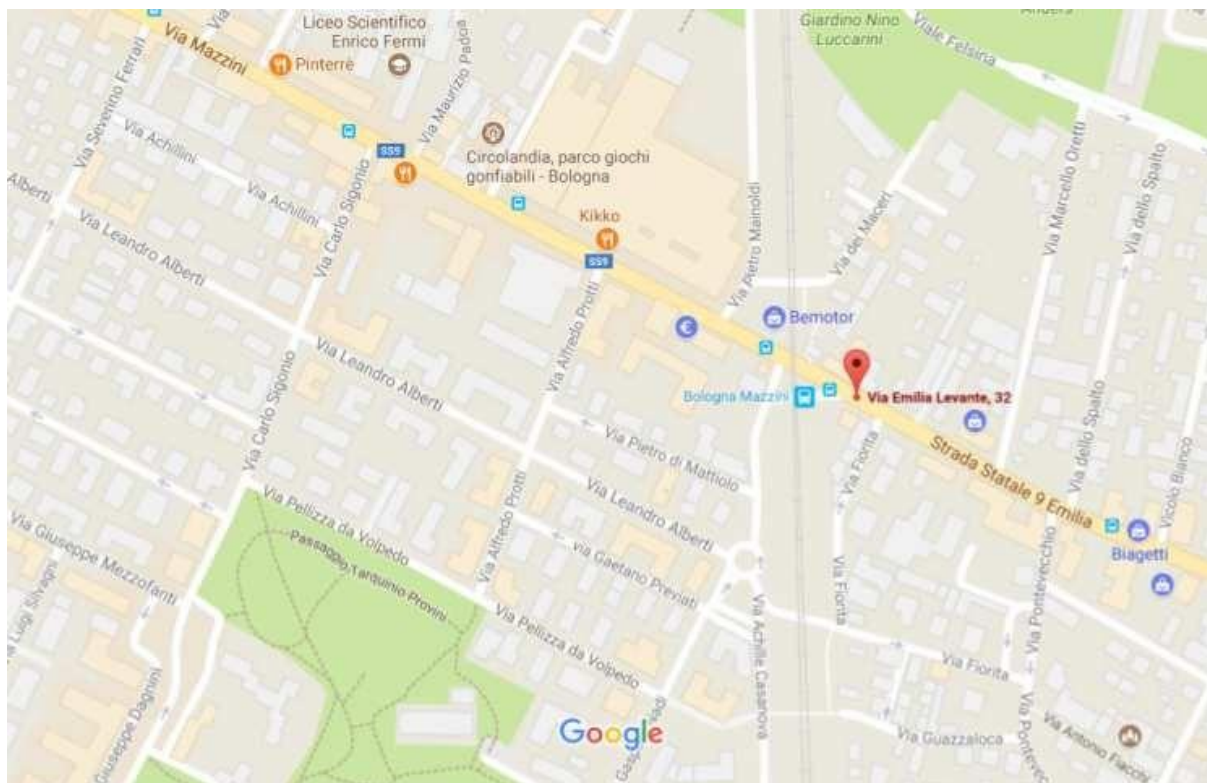 Liceo Scientifico
Enrico Fermi
Giardino Nino
Luccarini
Viale Felsina
Via Mazzini
Pinterrè
Via Severino Ferrari
Via Maurizio Padoa
Via Achillini
SS9
Circolandia, parco giochi
gonfiabili - Bologna
Via Marcello Oretti
Via dello Spalto
Alberti
Via Leandro Alberti
Via Achillini
Via Carlo Sigonio
Kikko
SS9
Via Pietro Mainoldi
Via dei Maceri
Bemotor
€
Via Alfredo Protti
Via Leandro Alberti
Via Carlo Sigonio
Bologna Mazzini
Via Emilia Levante, 32
Via Pietro di Mattiolo
Via Fiorita
Strada Statale 9 Emilia
Via dello Spalto
Vicolo Bianco
Via Leandro Alberti
Via Pellizza da Volpedo
Via Alfredo Protti
Biagetti
Via Giuseppe Mezzofanti
Passaggio Tarquinio Provini
via Gaetano Previati
Via Fiorita
Via Pontevecchio
Via Luigi Silvagni
Via Pellizza da Volpedo
Via Achille Casanova
Via Fiorita
Giuseppe Dagnini
Google
Via Guazzaloca
Via Antonio